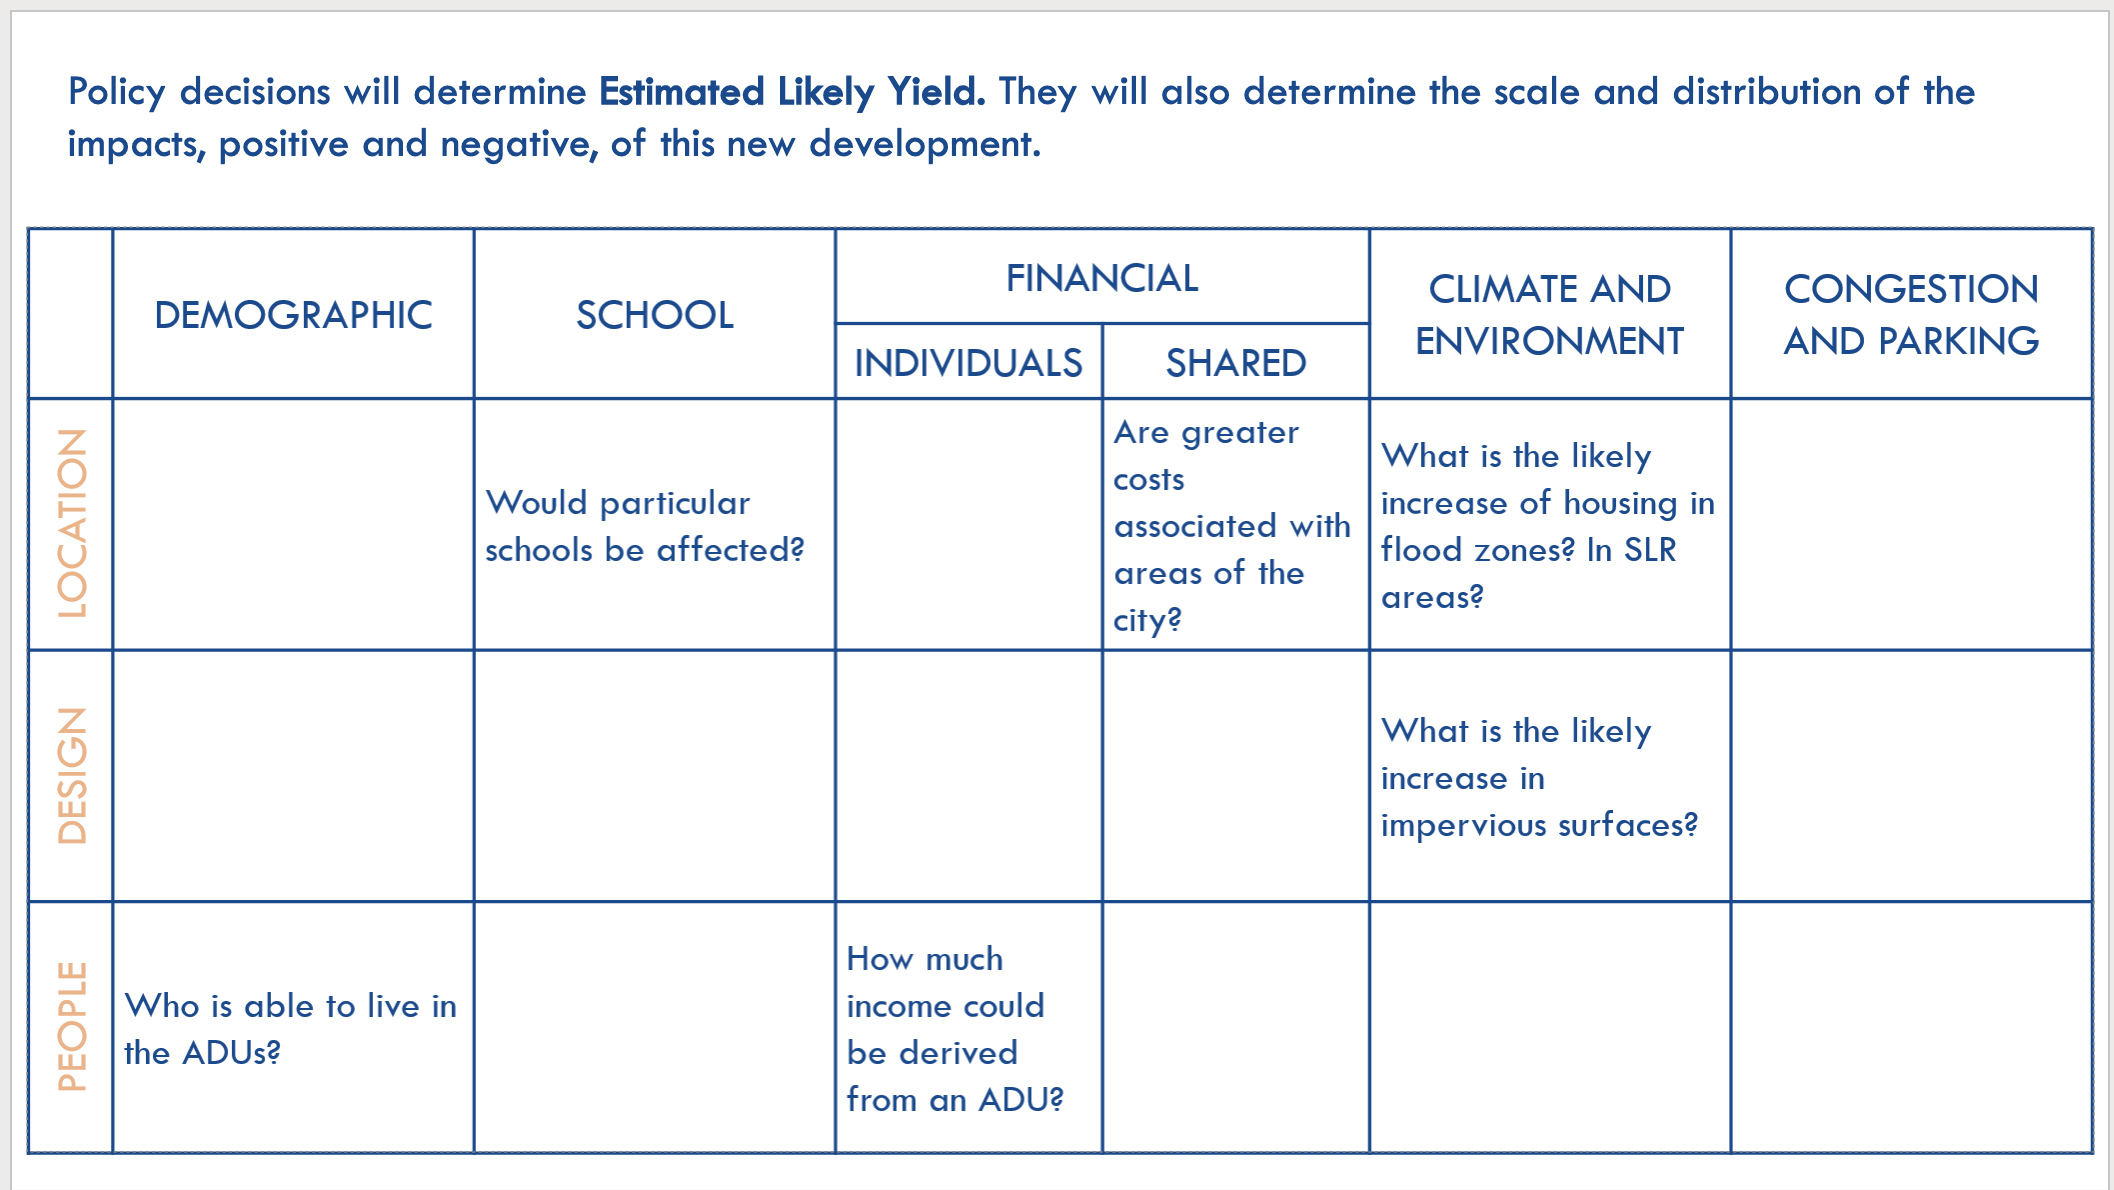 Policy decisions will determine Estimated Likely Yield. They will also determine the scale and distribution of the
impacts, positive and negative, of this new development.
DEMOGRAPHIC
SCHOOL
FINANCIAL
INDIVIDUALS
SHARED
CLIMATE AND
ENVIRONMENT
CONGESTION
AND PARKING
LOCATION
Would particular
schools be affected?
Are greater
costs
associated with
areas of the
city?
What is the likely
increase of housing in
flood zones? In SLR
areas?
DESIGN
What is the likely
increase in
impervious surfaces?
PEOPLE
Who is able to live in
the ADUs?
How much
income could
be derived
from an ADU?